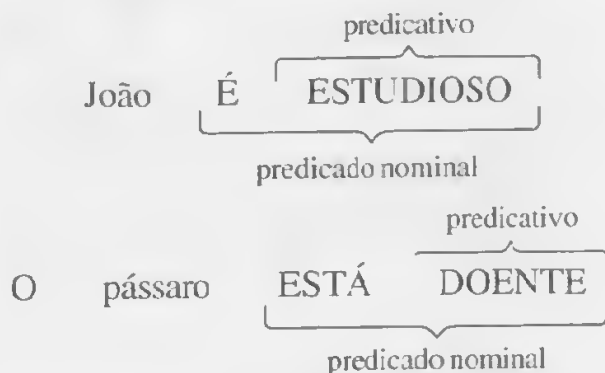 predicativo
João É ESTUDIOSO
predicado nominal
predicativo
O pássaro ESTÁ DOENTE
predicado nominal